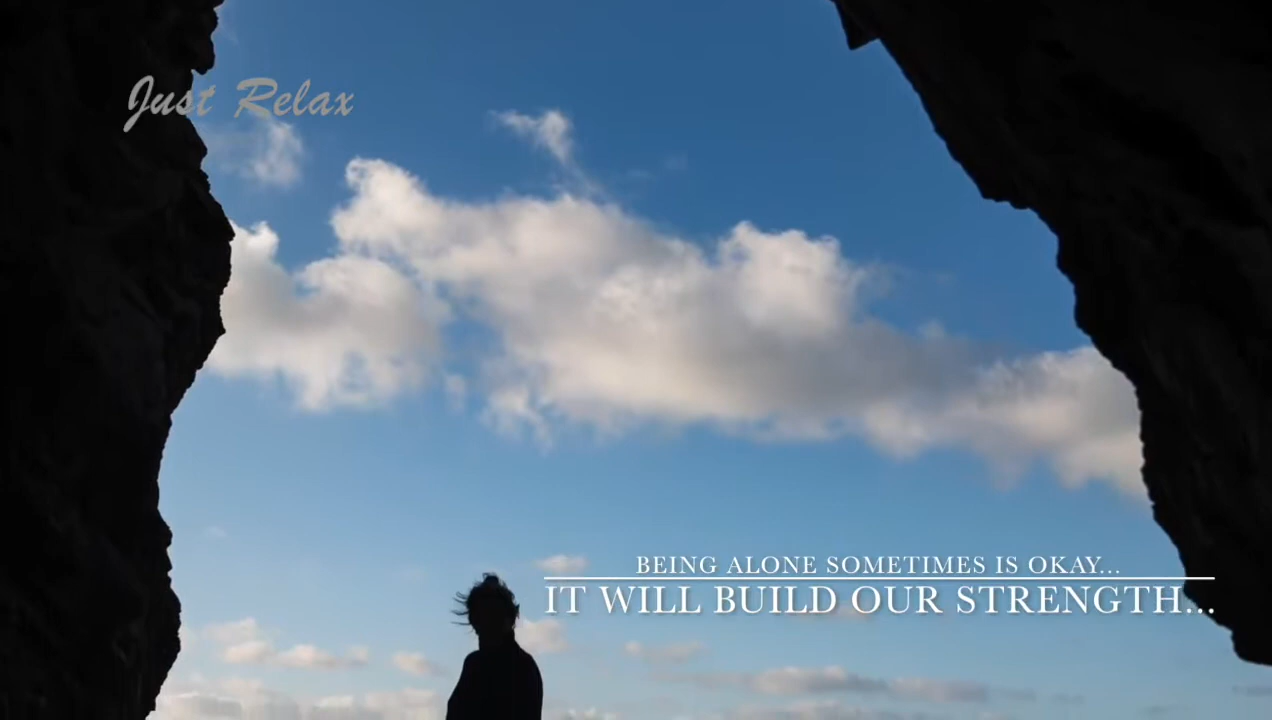 Just Relax
BEING ALONE SOMETIMES IS OKAY...
IT WILL BUILD OUR STRENGTH...